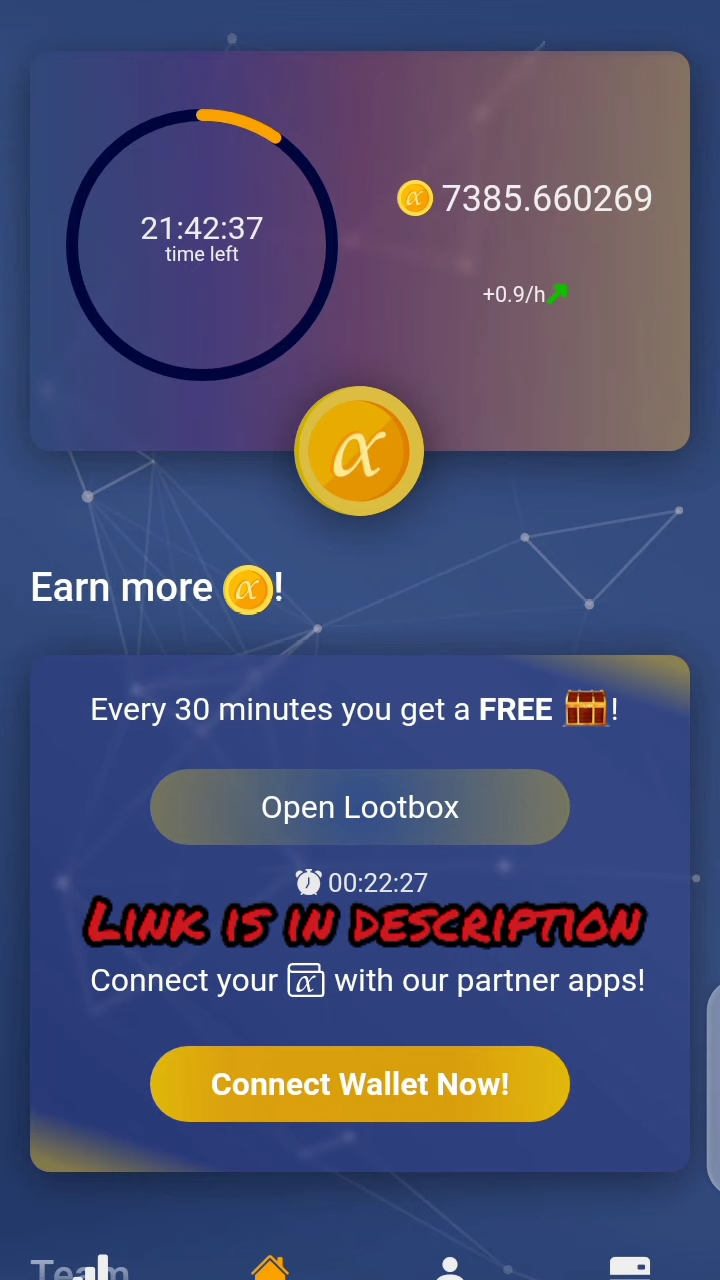 21:42:37
time left
7385.660269
+0.9/h
Earn more !
Every 30 minutes you get a FREE !
Open Lootbox
00:22:27
Link is in description
Connect your with our partner apps!
Connect Wallet Now!
Team